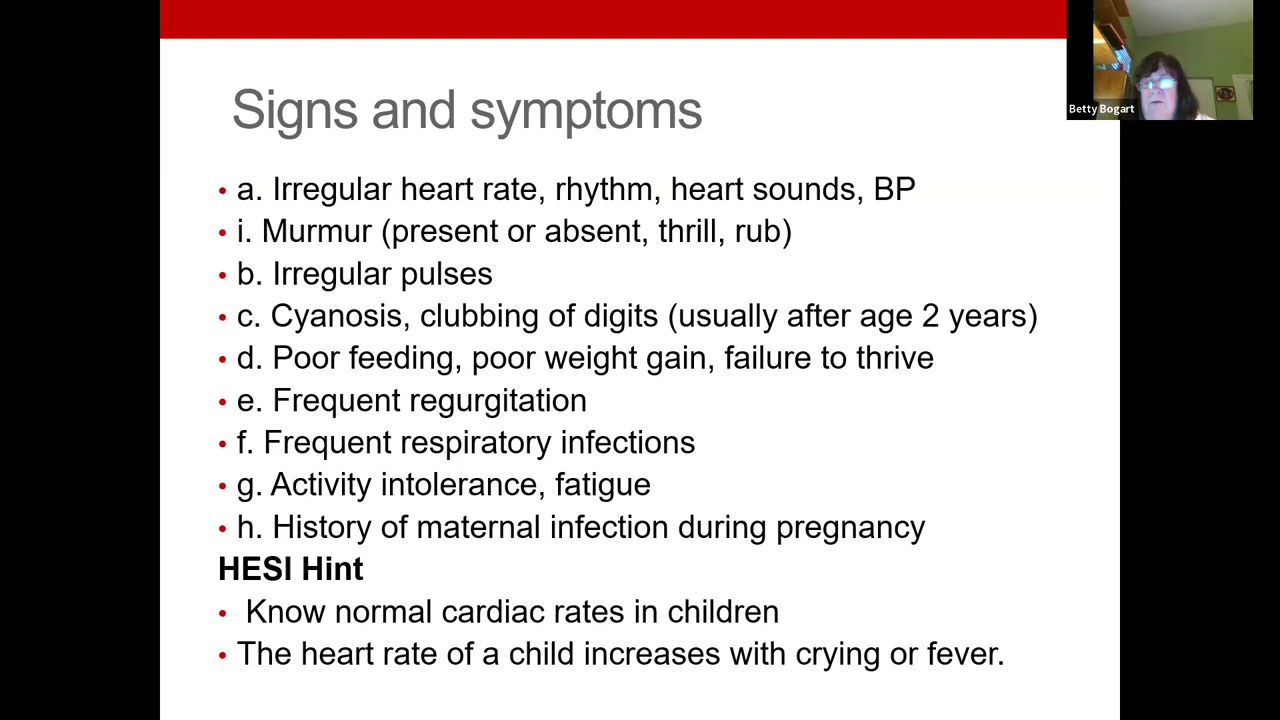 Betty Bogart
Signs and symptoms
• a. Irregular heart rate, rhythm, heart sounds, BP
• i. Murmur (present or absent, thrill, rub)
• b. Irregular pulses
• c. Cyanosis, clubbing of digits (usually after age 2 years)
• d. Poor feeding, poor weight gain, failure to thrive
• e. Frequent regurgitation
• f. Frequent respiratory infections
• g. Activity intolerance, fatigue
• h. History of maternal infection during pregnancy
HESI Hint
• Know normal cardiac rates in children
• The heart rate of a child increases with crying or fever.